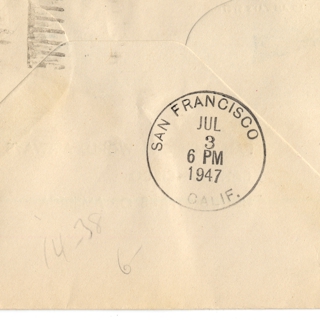 SAN FRANCISCO
JUL
3
6 PM
1947
CALIF.
14-38
6-